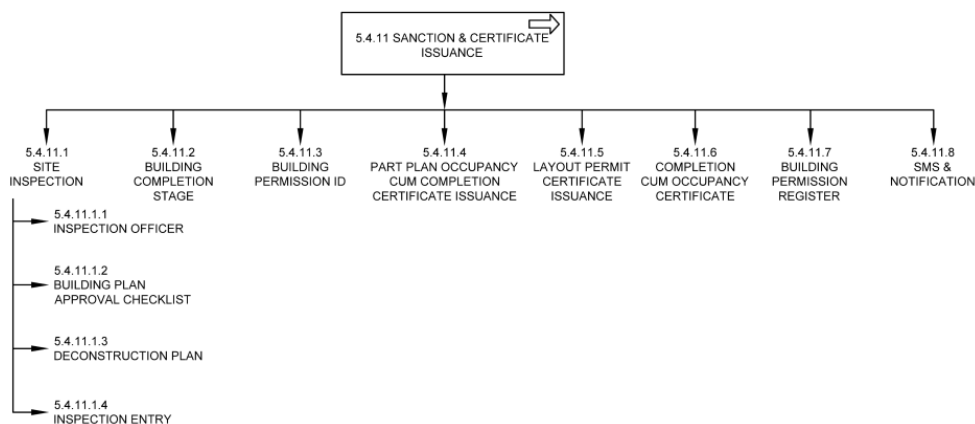 5.4.11 SANCTION & CERTIFICATE
ISSUANCE
5.4.11.1
SITE
INSPECTION
5.4.11.2
BUILDING
COMPLETION
STAGE
5.4.11.3
BUILDING
PERMISSION ID
5.4.11.4
PART PLAN OCCUPANCY
CUM COMPLETION
CERTIFICATE ISSUANCE
5.4.11.5
LAYOUT PERMIT
CERTIFICATE
ISSUANCE
5.4.11.6
COMPLETION
CUM OCCUPANCY
CERTIFICATE
5.4.11.7
BUILDING
PERMISSION
REGISTER
5.4.11.8
SMS &
NOTIFICATION
5.4.11.1.1
INSPECTION OFFICER
5.4.11.1.2
BUILDING PLAN
APPROVAL CHECKLIST
5.4.11.1.3
DECONSTRUCTION PLAN
5.4.11.1.4
INSPECTION ENTRY